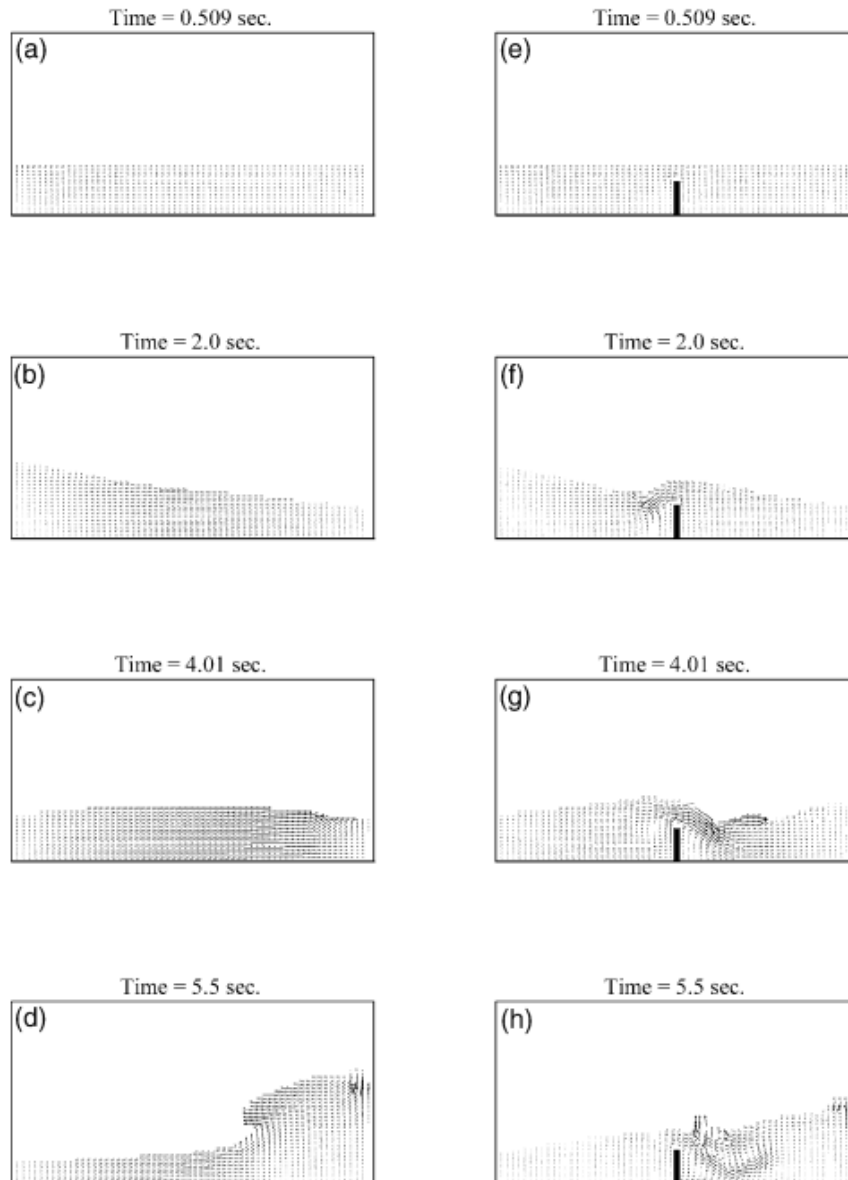 Time = 0.509 sec.
(a)
Time = 2.0 sec.
(b)
Time = 4.01 sec.
(c)
Time = 5.5 sec.
(d)
Time = 0.509 sec.
(e)
Time = 2.0 sec.
(f)
Time = 4.01 sec.
(g)
Time = 5.5 sec.
(h)